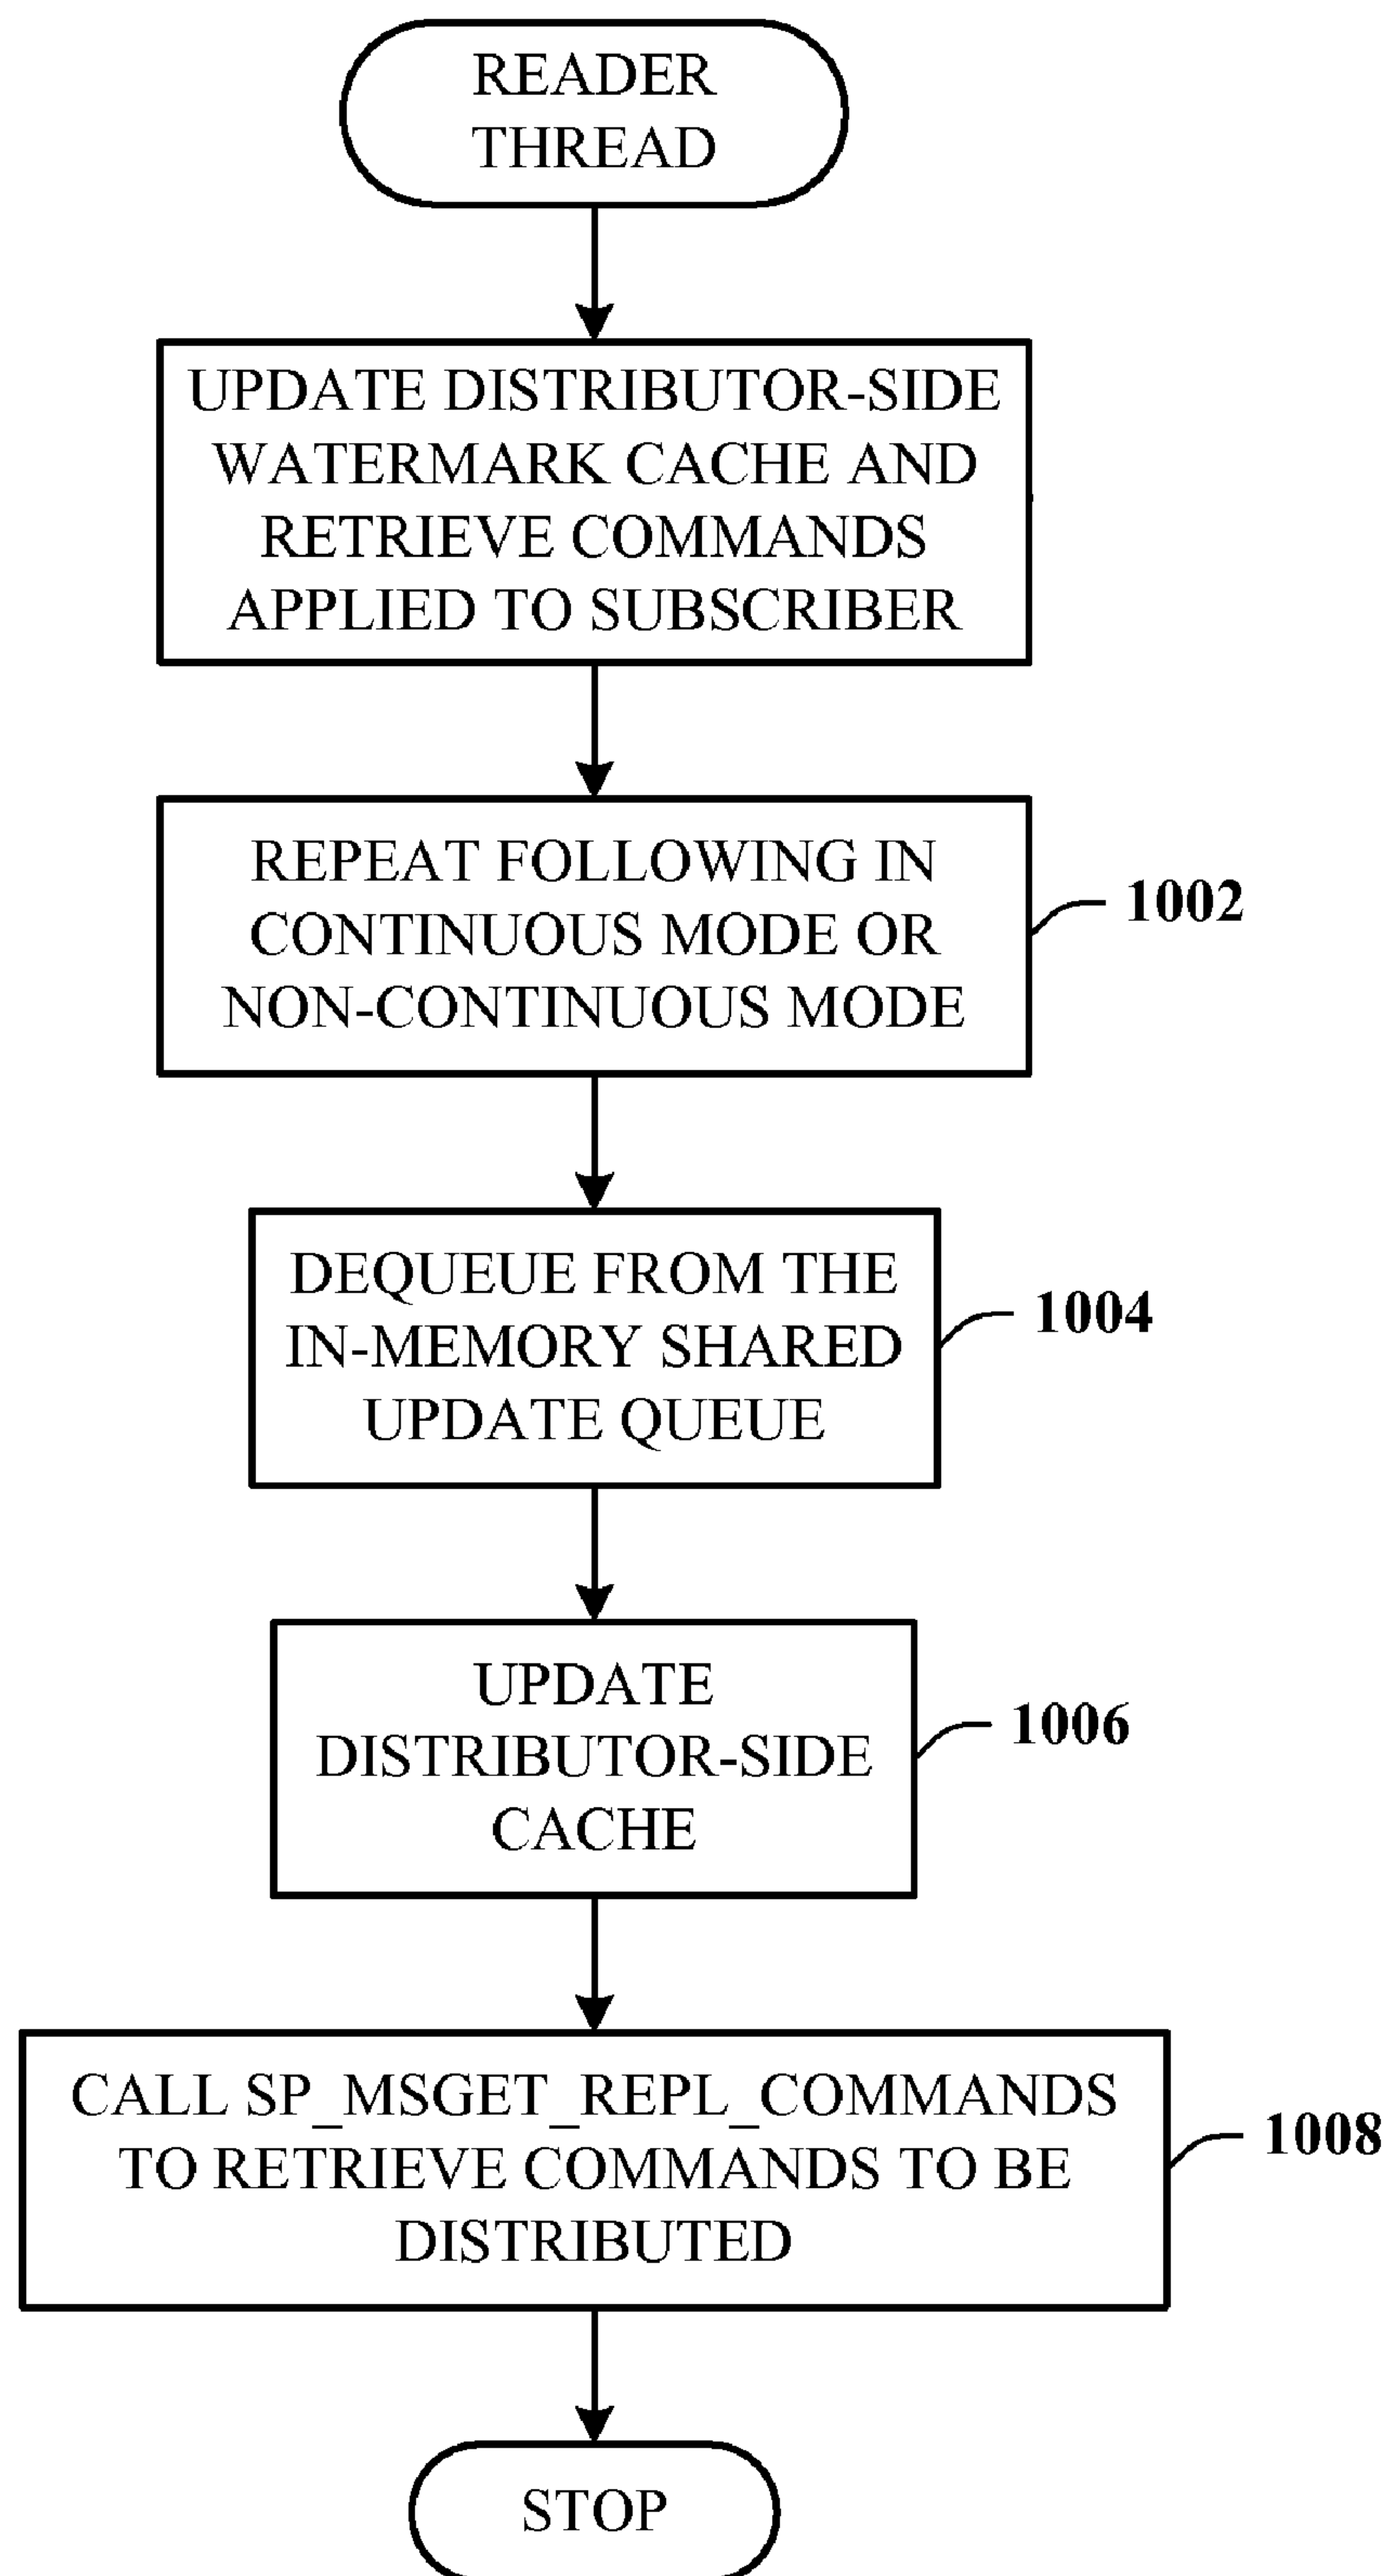 READER
THREAD
UPDATE DISTRIBUTOR-SIDE
WATERMARK CACHE AND
RETRIEVE COMMANDS
APPLIED TO SUBSCRIBER
REPEAT FOLLOWING IN
CONTINUOUS MODE OR
NON-CONTINUOUS MODE
1002
DEQUEUE FROM THE
IN-MEMORY SHARED
UPDATE QUEUE
1004
UPDATE
DISTRIBUTOR-SIDE
CACHE
1006
CALL SP_MSGET_REPL_COMMANDS
TO RETRIEVE COMMANDS TO BE
DISTRIBUTED
1008
STOP